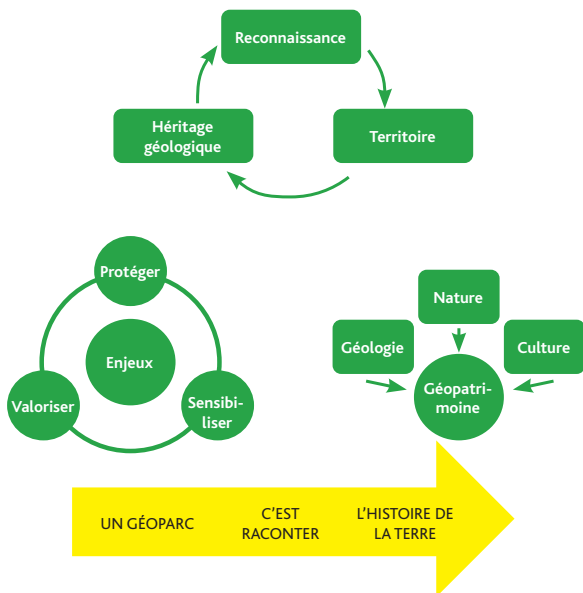 Reconnaissance
Héritage
géologique
Territoire
Protéger
Enjeux
Valoriser
Sensibi-
liser
Nature
Géologie
Culture
Géopatri-
moine
UN GÉOPARC
C'EST
RACONTER
L'HISTOIRE DE
LA TERRE